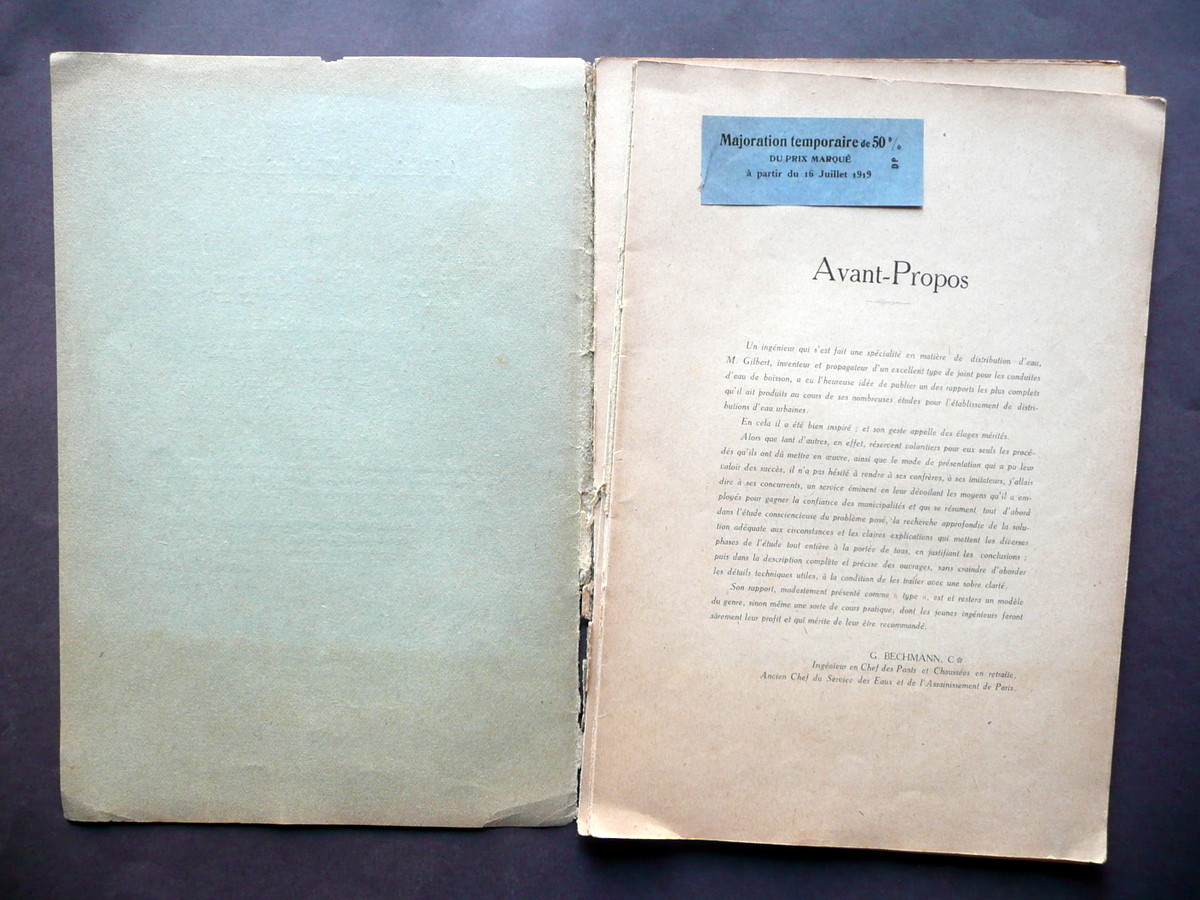 Majoration temporaire de 50 %
DU PRIX MARQUÉ
à partir du 16 Juillet 1919
DP
Avant-Propos
Un ingénieur qui s'est fait une spécialité en matière de distribution d'eau,
M. Gilbert, inventeur et propagateur d'un excellent type de joint pour les conduites
d'eau de boisson, a eu l'heureuse idée de publier un des rapports les plus complets
qu'il ait produits au cours de ses nombreuses études pour l'établissement de distri-
butions d'eau urbaines.
En cela il a été bien inspiré ; et son geste appelle des éloges mérités.
Alors que tant d'autres, en effet, réservent volontiers pour eux seuls les procé-
dés qu'ils ont dû mettre en œuvre, ainsi que le mode de présentation qui a pu leur
valoir des succès, il n'a pas hésité à rendre à ses confrères, à ses imitateurs, j'allais
dire à ses concurrents, un service éminent en leur dévoilant les moyens qu'il a em-
ployés pour gagner la confiance des municipalités et qui se résument tout d'abord
dans l'étude consciencieuse du problème posé, la recherche approfondie de la solu-
tion adéquate aux circonstances et les claires explications qui mettent les diverses
phases de l'étude tout entière à la portée de tous, en justifiant les conclusions ;
puis dans la description complète et précise des ouvrages, sans craindre d'aborder
les détails techniques utiles, à la condition de les traiter avec une sobre clarté.
Son rapport, modestement présenté comme « type », est et restera un modèle
du genre, sinon même une sorte de cours pratique, dont les jeunes ingénieurs feront
sûrement leur profit et qui mérite de leur être recommandé.
G. BECHMANN, C ☆.
Ingénieur en Chef des Ponts et Chaussées en retraite,
Ancien Chef du Service des Eaux et de l'Assainissement de Paris.